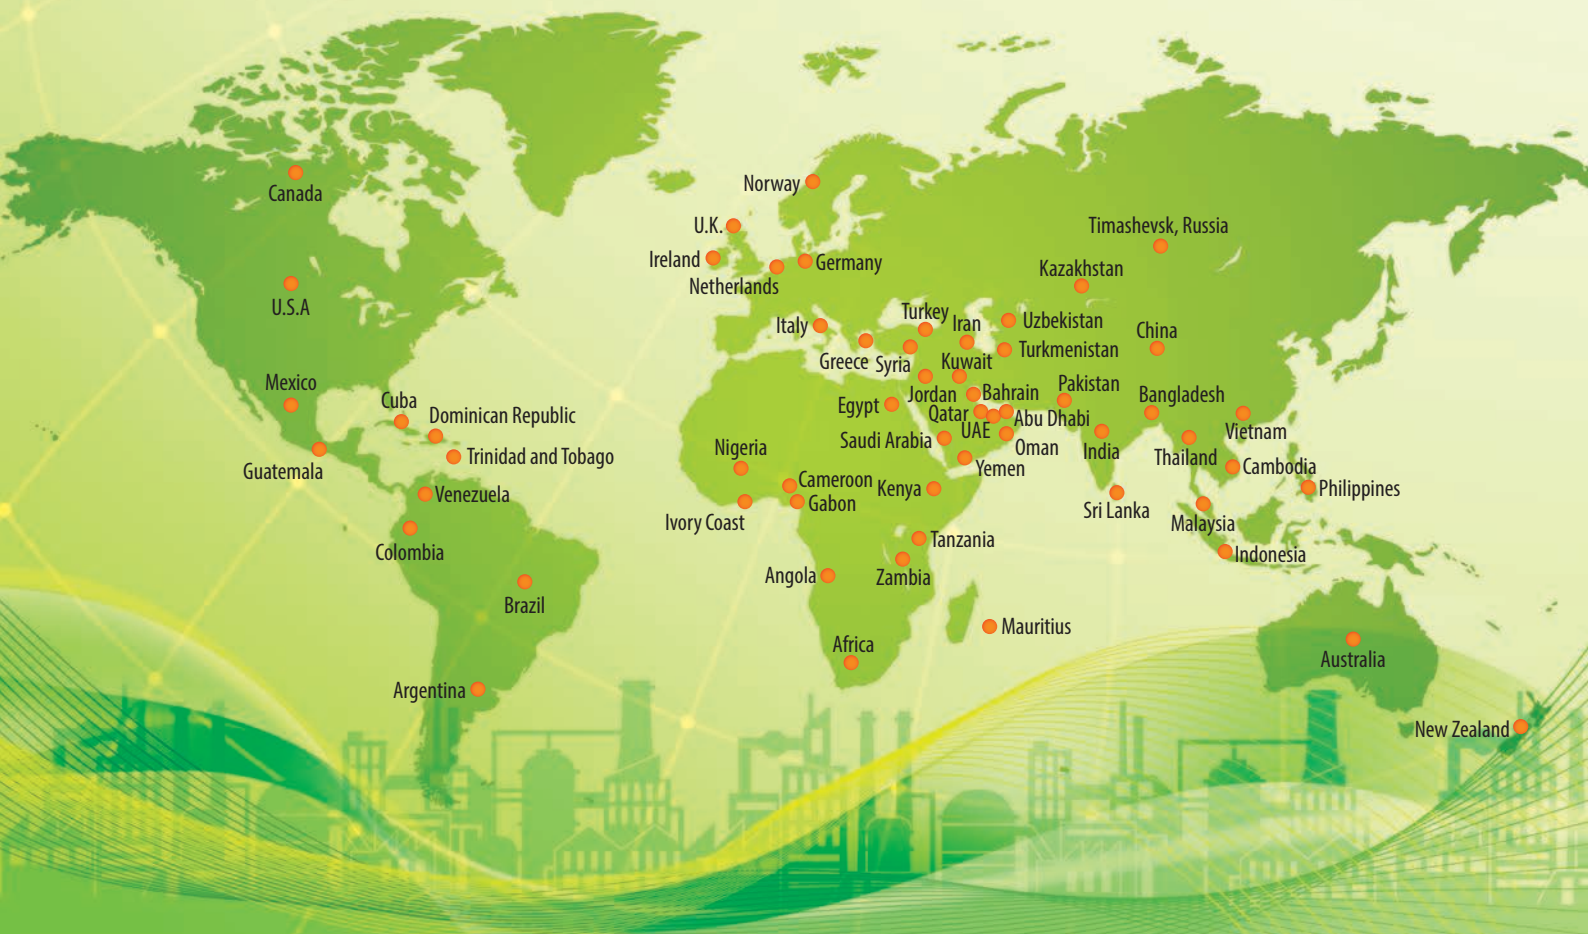 Canada
Norway
U.K.
Timashevsk, Russia
Ireland
Germany
Kazakhstan
Netherlands
U.S.A
Turkey
Iran
Uzbekistan
Italy
China
Greece
Syria
Kuwait
Turkmenistan
Mexico
Pakistan
Jordan
Bahrain
Bangladesh
Cuba
Egypt
Qatar
Abu Dhabi
Dominican Republic
UAE
Vietnam
Saudi Arabia
Oman
India
Nigeria
Trinidad and Tobago
Thailand
Guatemala
Yemen
Cambodia
Cameroon
Kenya
Philippines
Venezuela
Gabon
Sri Lanka
Ivory Coast
Malaysia
Tanzania
Colombia
Indonesia
Angola
Zambia
Brazil
Mauritius
Africa
Australia
Argentina
New Zealand